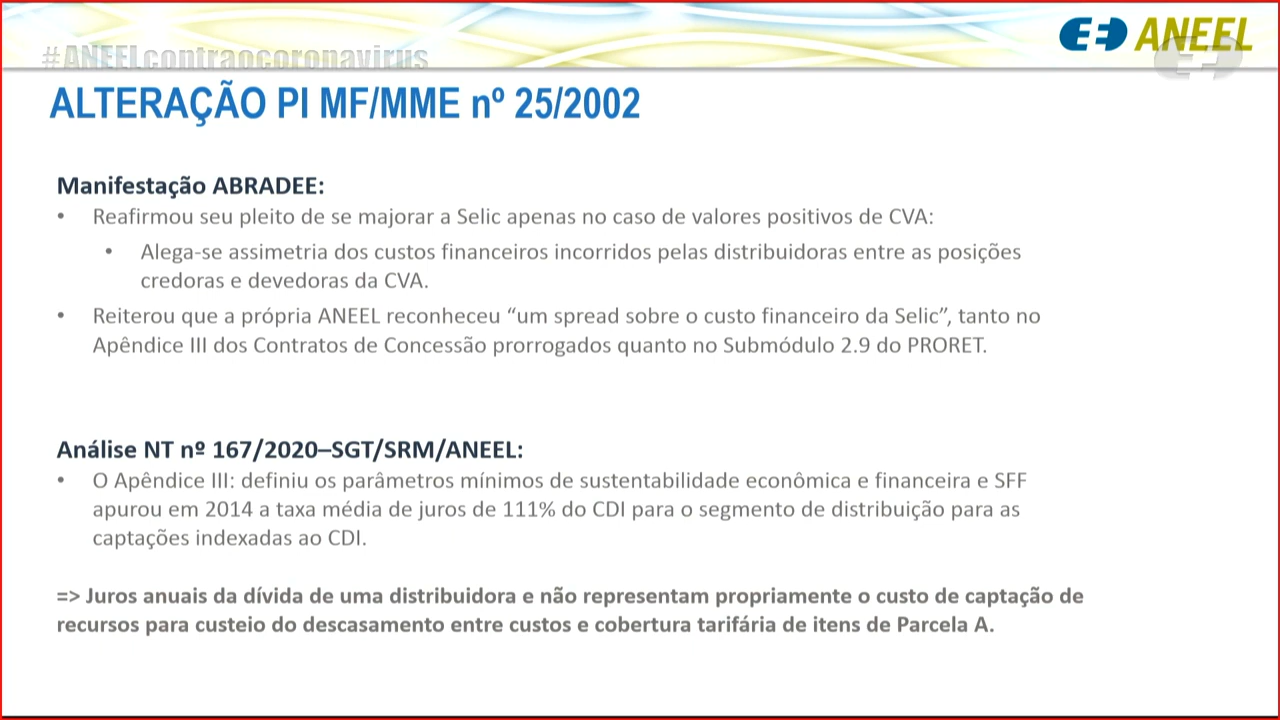 #ANEELcontraocoronavirus
ANEEL
ALTERAÇÃO PI MF/MME nº 25/2002
Manifestação ABRADEE:
• Reafirmou seu pleito de se majorar a Selic apenas no caso de valores positivos de CVA:
• Alega-se assimetria dos custos financeiros incorridos pelas distribuidoras entre as posições
credoras e devedoras da CVA.
• Reiterou que a própria ANEEL reconheceu “um spread sobre o custo financeiro da Selic”, tanto no
Apêndice III dos Contratos de Concessão prorrogados quanto no Submódulo 2.9 do PRORET.
Análise NT nº 167/2020–SGT/SRM/ANEEL:
• O Apêndice III: definiu os parâmetros mínimos de sustentabilidade econômica e financeira e SFF
apurou em 2014 a taxa média de juros de 111% do CDI para o segmento de distribuição para as
captações indexadas ao CDI.
=> Juros anuais da dívida de uma distribuidora e não representam propriamente o custo de captação de
recursos para custeio do descasamento entre custos e cobertura tarifária de itens de Parcela A.